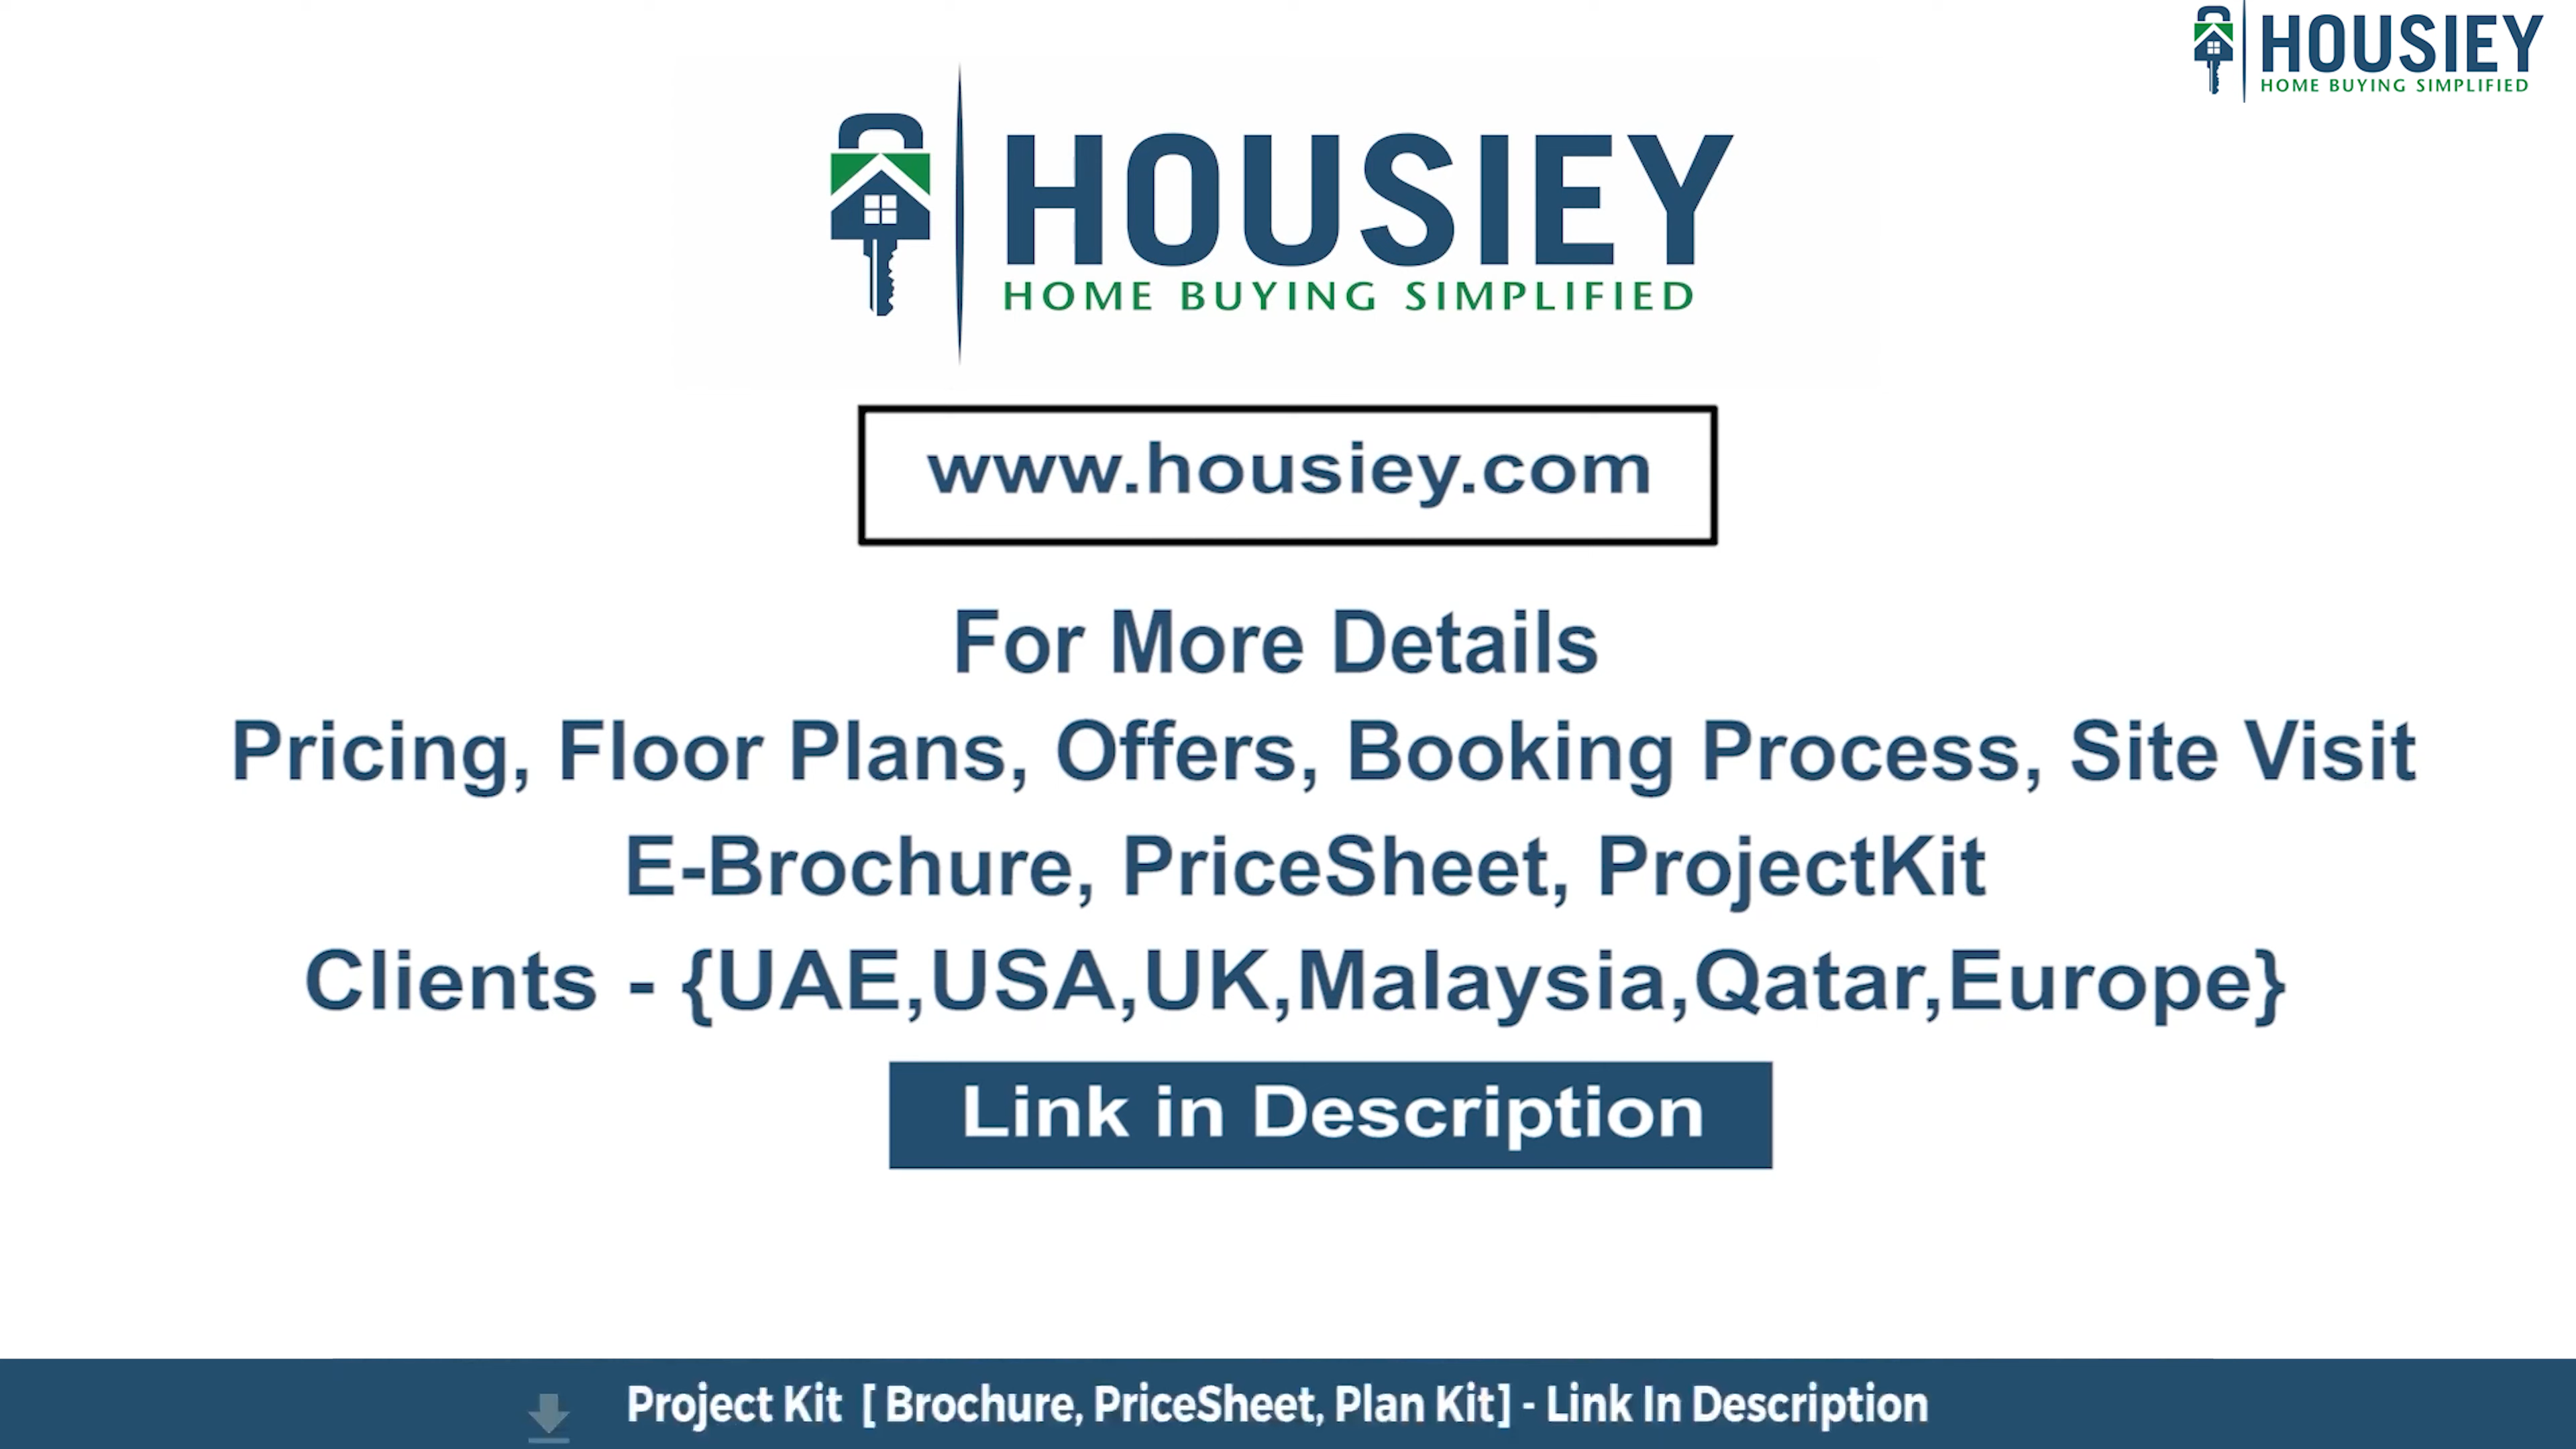 HOUSIEY
HOME BUYING SIMPLIFIED
HOUSIEY
HOME BUYING SIMPLIFIED
www.housiey.com
For More Details
Pricing, Floor Plans, Offers, Booking Process, Site Visit
E-Brochure, PriceSheet, ProjectKit
Clients - {UAE,USA,UK,Malaysia,Qatar,Europe}
Link in Description
Project Kit [ Brochure, PriceSheet, Plan Kit] - Link In Description